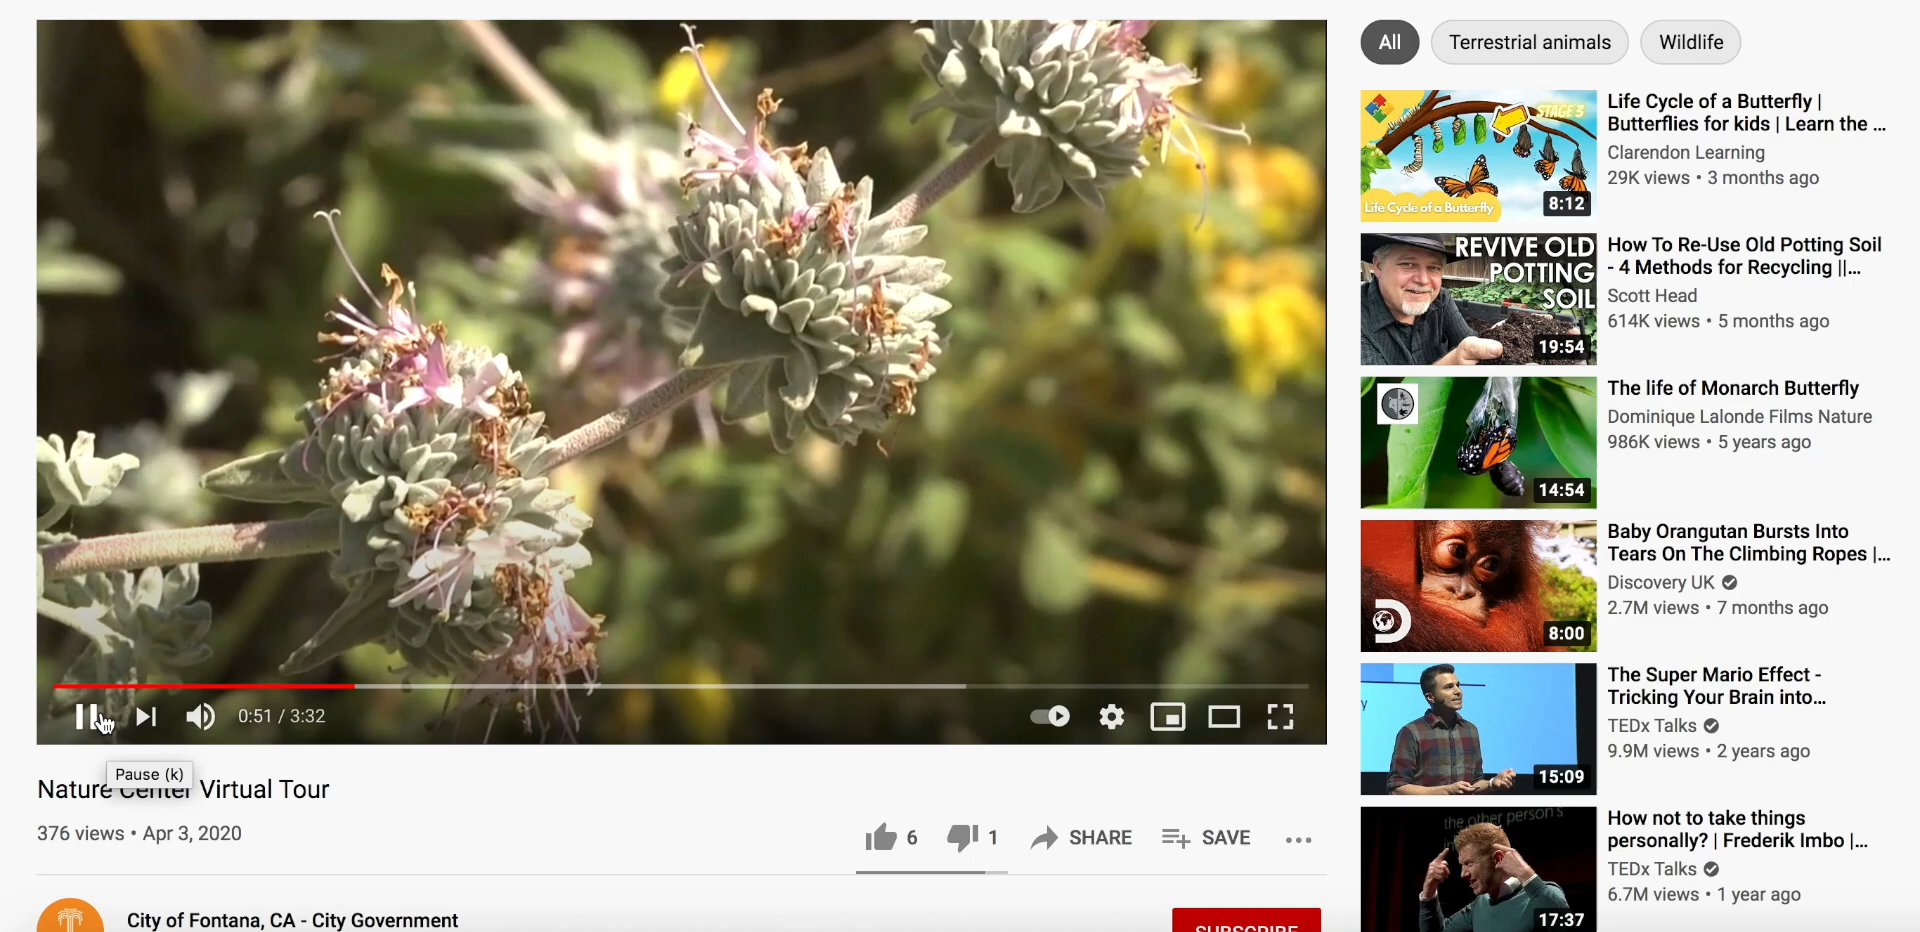 All
Terrestrial animals
Wildlife
0:51 / 3:32
Pause (k)
Nature Center Virtual Tour
376 views • Apr 3, 2020
6
1
SHARE
SAVE
City of Fontana, CA - City Government
SUBSCRIBE
STAGE 3
Life Cycle of a Butterfly
8:12
Life Cycle of a Butterfly |
Butterflies for kids | Learn the ...
Clarendon Learning
29K views • 3 months ago
REVIVE OLD
POTTING
SOIL
19:54
How To Re-Use Old Potting Soil
- 4 Methods for Recycling ||...
Scott Head
614K views • 5 months ago
14:54
The life of Monarch Butterfly
Dominique Lalonde Films Nature
986K views • 5 years ago
D
8:00
Baby Orangutan Bursts Into
Tears On The Climbing Ropes |...
Discovery UK
2.7M views • 7 months ago
y
15:09
The Super Mario Effect -
Tricking Your Brain into...
TEDx Talks
9.9M views • 2 years ago
the other person's
17:37
How not to take things
personally? | Frederik Imbo |...
TEDx Talks
6.7M views • 1 year ago